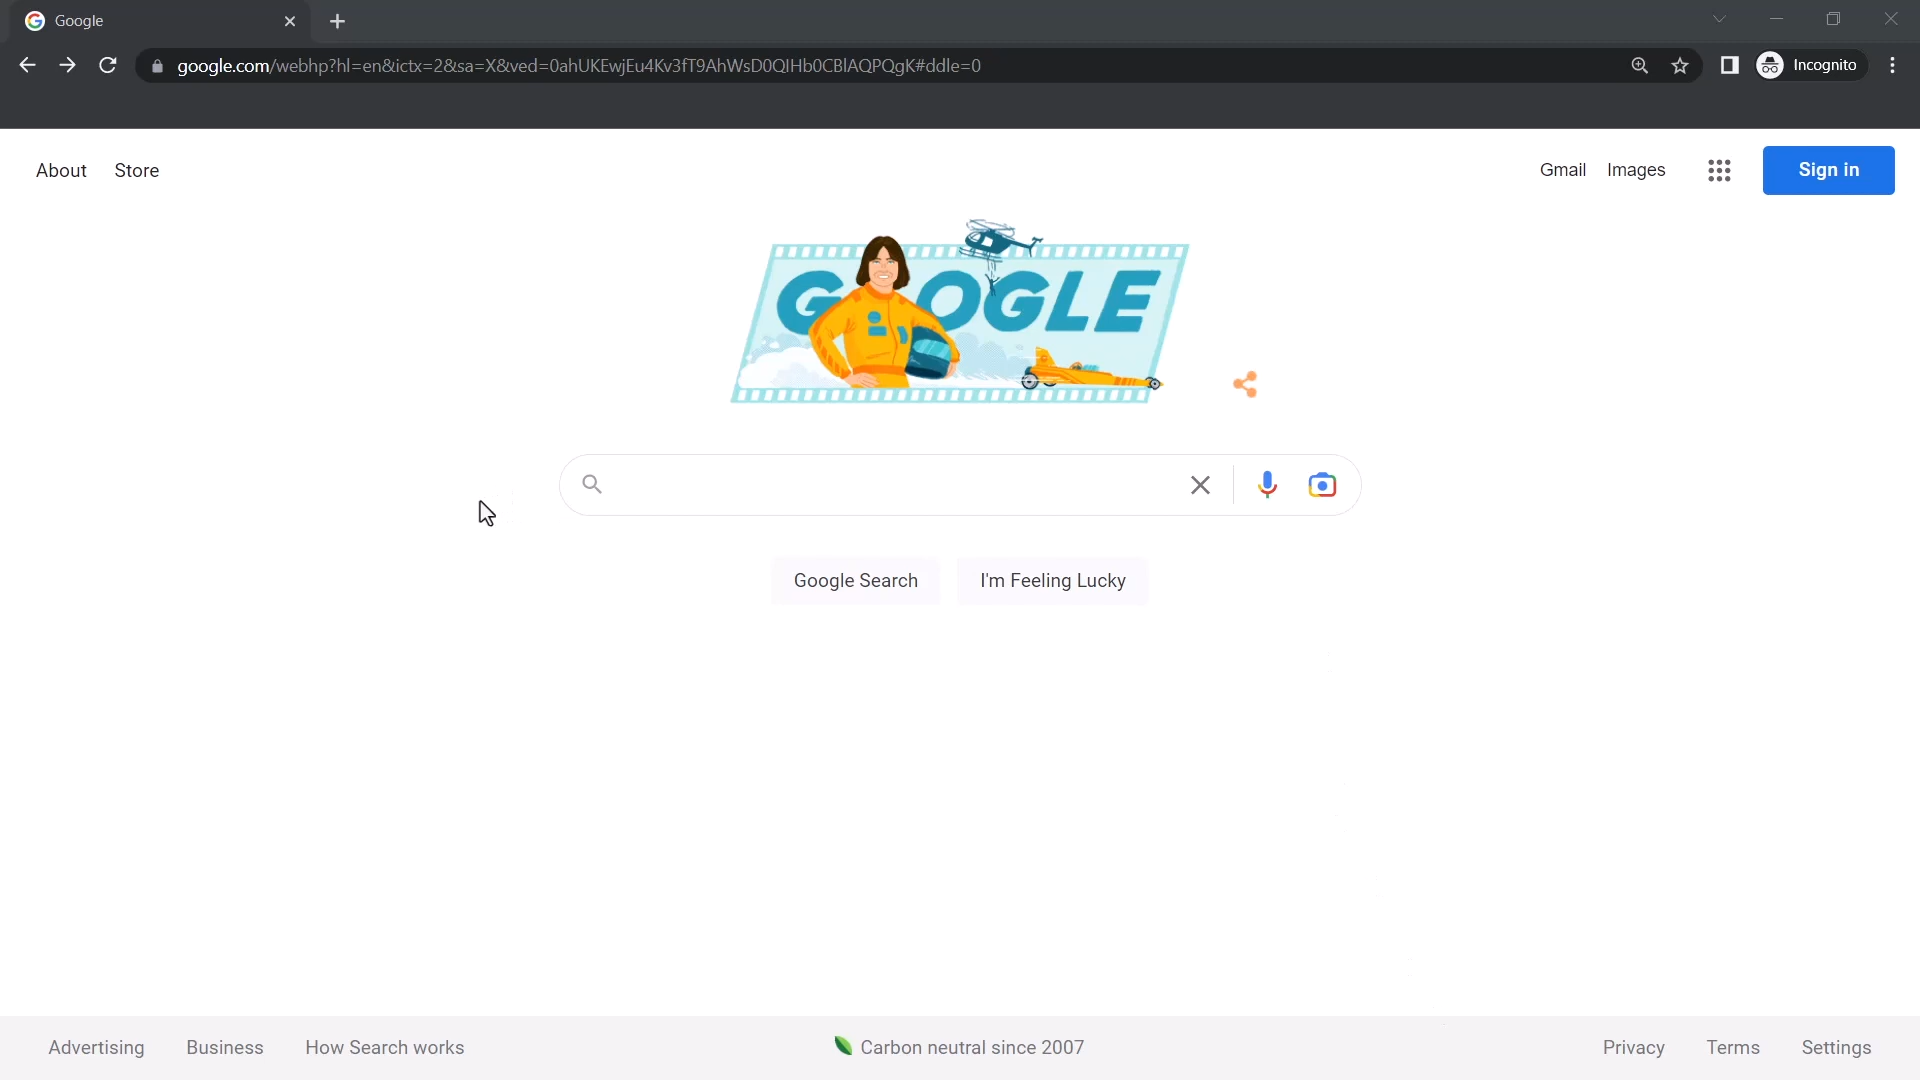 Google
google.com/webhp?hl=en&ictx=2&sa=X&ved=0ahUKEwjEu4Kv3fT9AhWsD0QIHb0CBlAQPQgK#ddle=0
Incognito
About Store
Gmail Images Sign in
GOOGLE
Google Search I'm Feeling Lucky
Advertising Business How Search works
Carbon neutral since 2007
Privacy Terms Settings